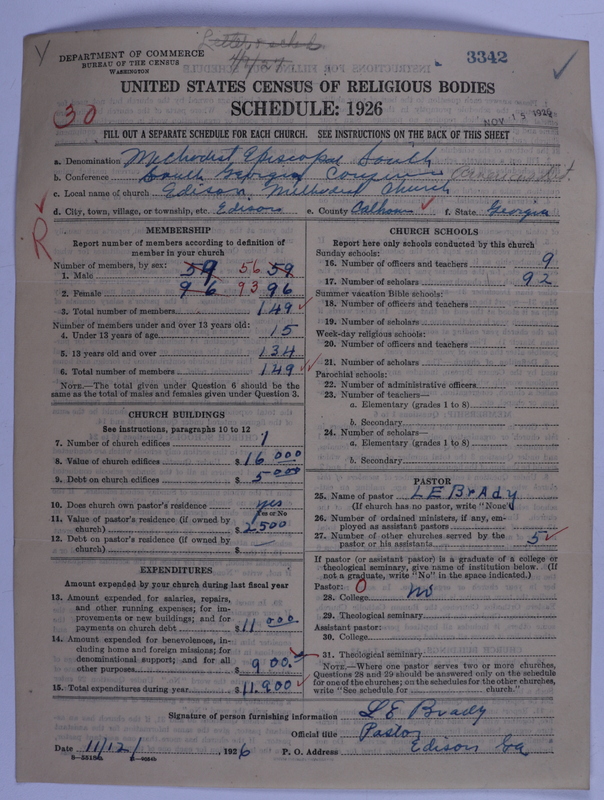 DEPARTMENT OF COMMERCE
BUREAU OF THE CENSUS
WASHINGTON
3342
UNITED STATES CENSUS OF RELIGIOUS BODIES
SCHEDULE: 1926
30
NOV 15 1926
FILL OUT A SEPARATE SCHEDULE FOR EACH CHURCH. SEE INSTRUCTIONS ON THE BACK OF THIS SHEET
a. Denomination Methodist Episcopal South
b. Conference South Georgia
c. Local name of church Edison Methodist Church
d. City, town, village, or township, etc. Edison e. County Calhoun f. State Georgia
R
MEMBERSHIP
Report number of members according to definition of member in your church
Number of members, by sex:
1. Male 59 56 59
2. Female 96 93 96
3. Total number of members 149
Number of members under and over 13 years old:
4. Under 13 years of age 15
5. 13 years old and over 134
6. Total number of members 149
NOTE.—The total given under Question 6 should be the same as the total of males and females given under Question 3.
CHURCH BUILDINGS
See instructions, paragraphs 10 to 12
7. Number of church edifices 1
8. Value of church edifices $ 16 000
9. Debt on church edifices $ 5 000
10. Does church own pastor's residence yes
Yes or No
11. Value of pastor's residence (if owned by church) $ 2500
12. Debt on pastor's residence (if owned by church) $
EXPENDITURES
Amount expended by your church during last fiscal year
13. Amount expended for salaries, repairs, and other running expenses; for improvements or new buildings; and for payments on church debt $ 11 000
14. Amount expended for benevolences, including home and foreign missions; for denominational support; and for all other purposes $ 900
15. Total expenditures during year $ 11.900
CHURCH SCHOOLS
Report here only schools conducted by this church
Sunday schools:
16. Number of officers and teachers 9
17. Number of scholars 92
Summer vacation Bible schools:
18. Number of officers and teachers
19. Number of scholars
Week-day religious schools:
20. Number of officers and teachers
21. Number of scholars
Parochial schools:
22. Number of administrative officers
23. Number of teachers—
a. Elementary (grades 1 to 8)
b. Secondary
24. Number of scholars—
a. Elementary (grades 1 to 8)
b. Secondary
PASTOR
25. Name of pastor L E Brady
(If church has no pastor, write "None")
26. Number of ordained ministers, if any, employed as assistant pastors
27. Number of other churches served by the pastor or his assistants 5
If pastor (or assistant pastor) is a graduate of a college or theological seminary, give name of institution below. (If not a graduate, write "No" in the space indicated.)
Pastor: 0
28. College no
29. Theological seminary
Assistant pastor:
30. College
31. Theological seminary
NOTE.—Where one pastor serves two or more churches, Questions 28 and 29 should be answered only on the schedule for one of the churches; on the schedules for the other churches, write "See schedule for church."
Signature of person furnishing information L E Brady
Official title Pastor
Date 11/12/, 1926 P. O. Address Edison Ga